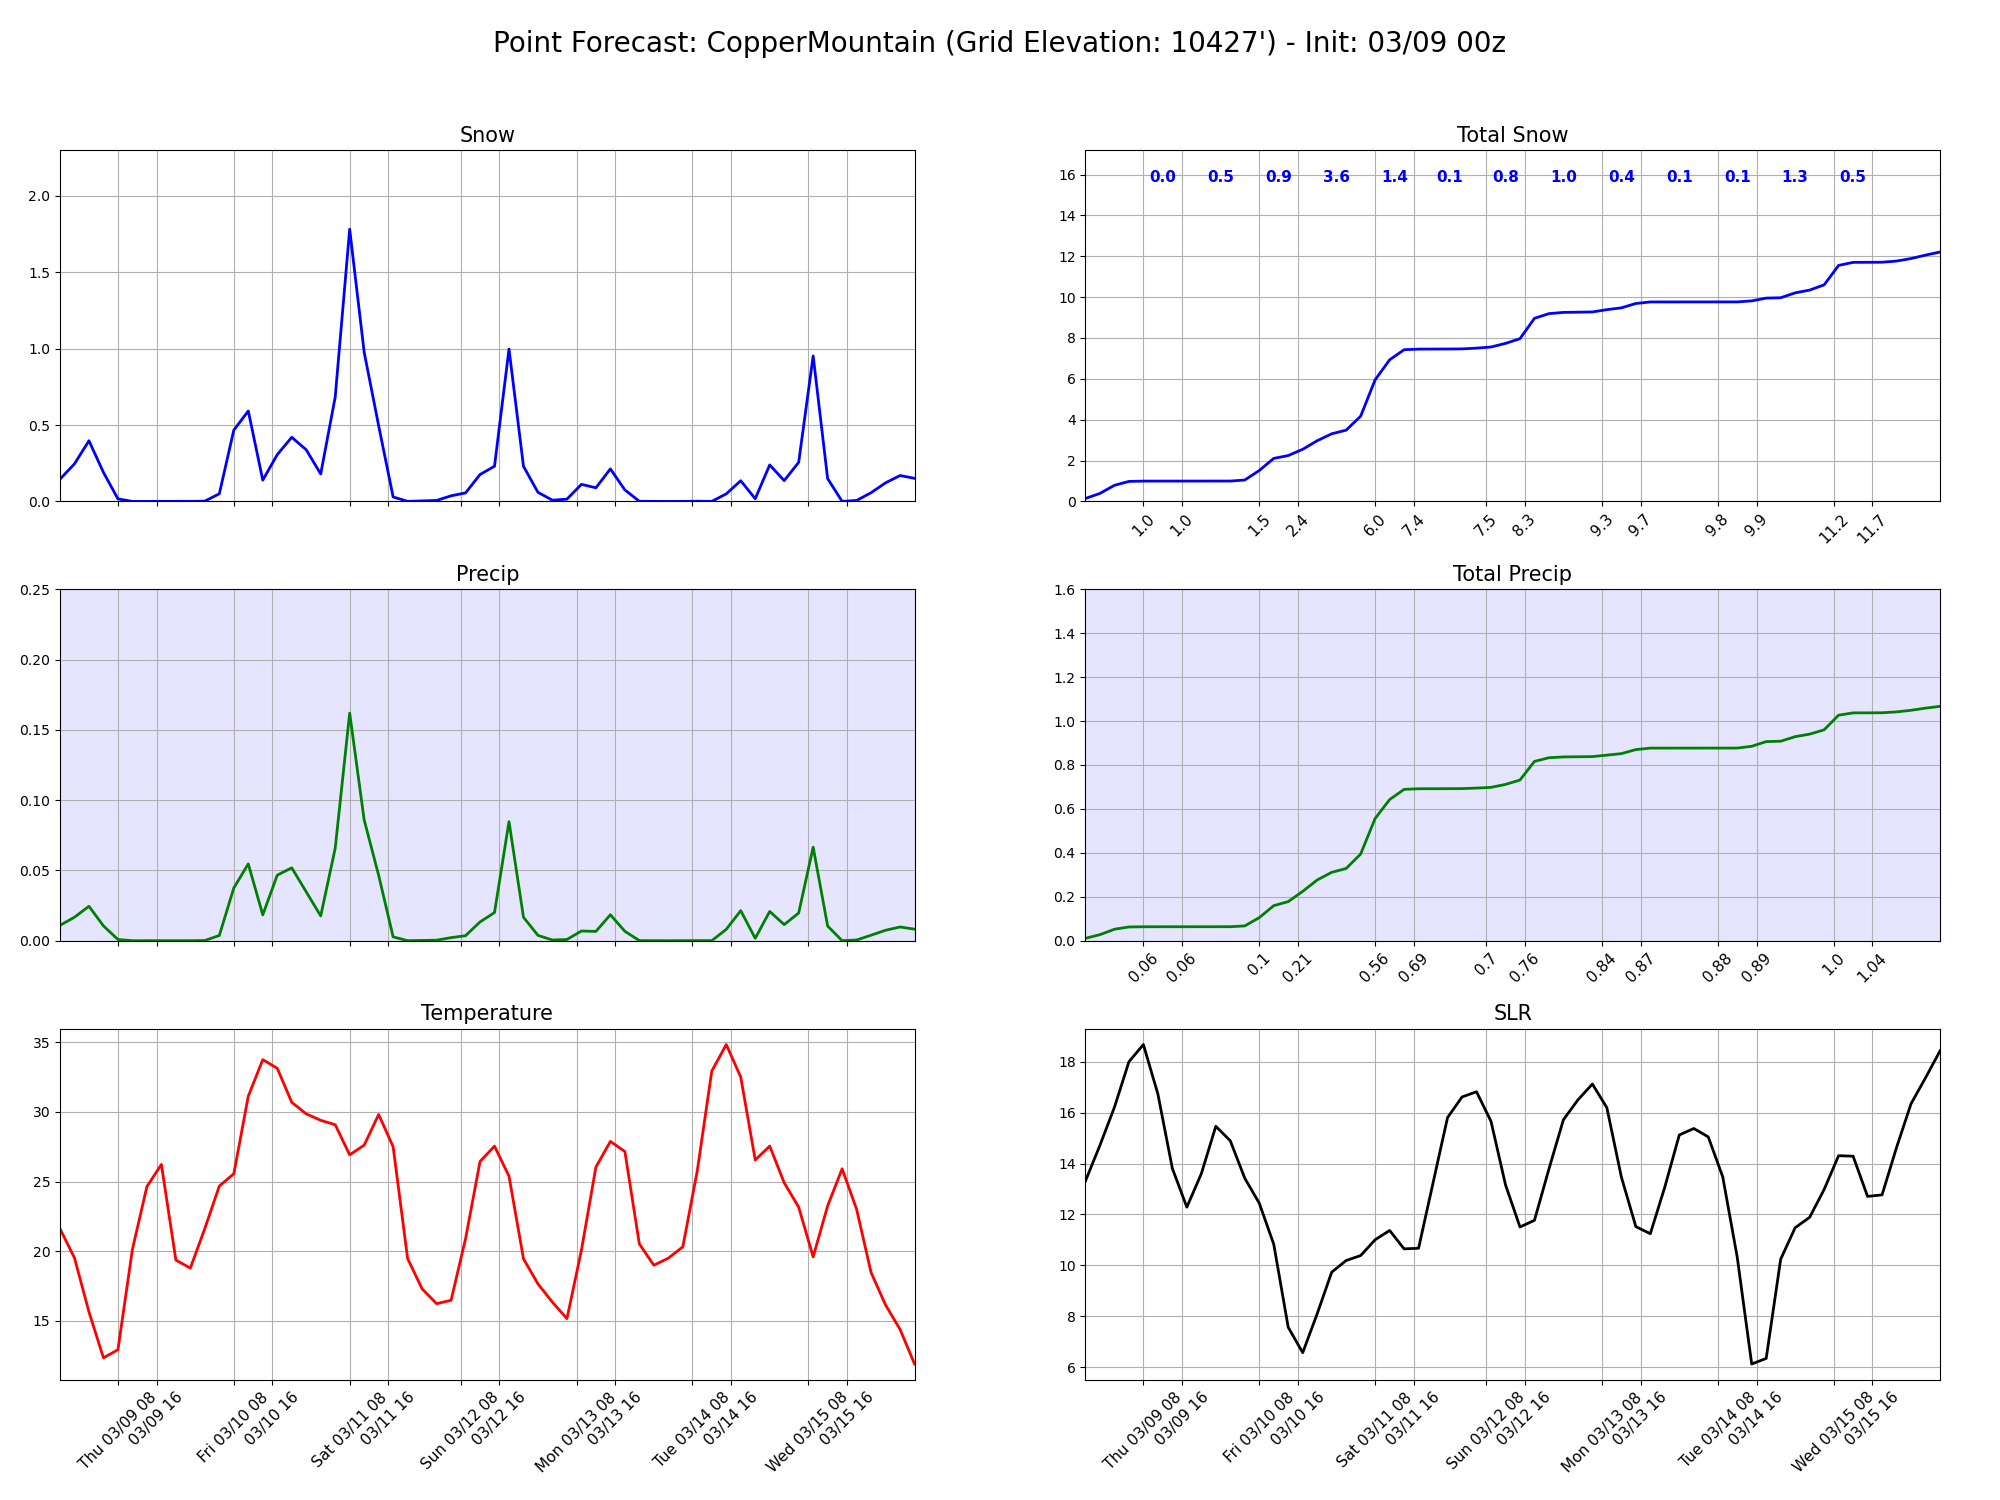 Point Forecast: CopperMountain (Grid Elevation: 10427') - Init: 03/09 00z
Snow
2.0
1.5
1.0
0.5
0.0
Total Snow
16
14
12
10
8
6
4
2
0
0.0 0.5 0.9 3.6 1.4 0.1 0.8 1.0 0.4 0.1 0.1 1.3 0.5
1.0 1.0 1.5 2.4 6.0 7.4 7.5 8.3 9.3 9.7 9.8 9.9 11.2 11.7
Precip
0.25
0.20
0.15
0.10
0.05
0.00
Total Precip
1.6
1.4
1.2
1.0
0.8
0.6
0.4
0.2
0.0
0.06 0.06 0.1 0.21 0.56 0.69 0.7 0.76 0.84 0.87 0.88 0.89 1.0 1.04
Temperature
35
30
25
20
15
Thu 03/09 08
03/09 16
Fri 03/10 08
03/10 16
Sat 03/11 08
03/11 16
Sun 03/12 08
03/12 16
Mon 03/13 08
03/13 16
Tue 03/14 08
03/14 16
Wed 03/15 08
03/15 16
SLR
18
16
14
12
10
8
6
Thu 03/09 08
03/09 16
Fri 03/10 08
03/10 16
Sat 03/11 08
03/11 16
Sun 03/12 08
03/12 16
Mon 03/13 08
03/13 16
Tue 03/14 08
03/14 16
Wed 03/15 08
03/15 16